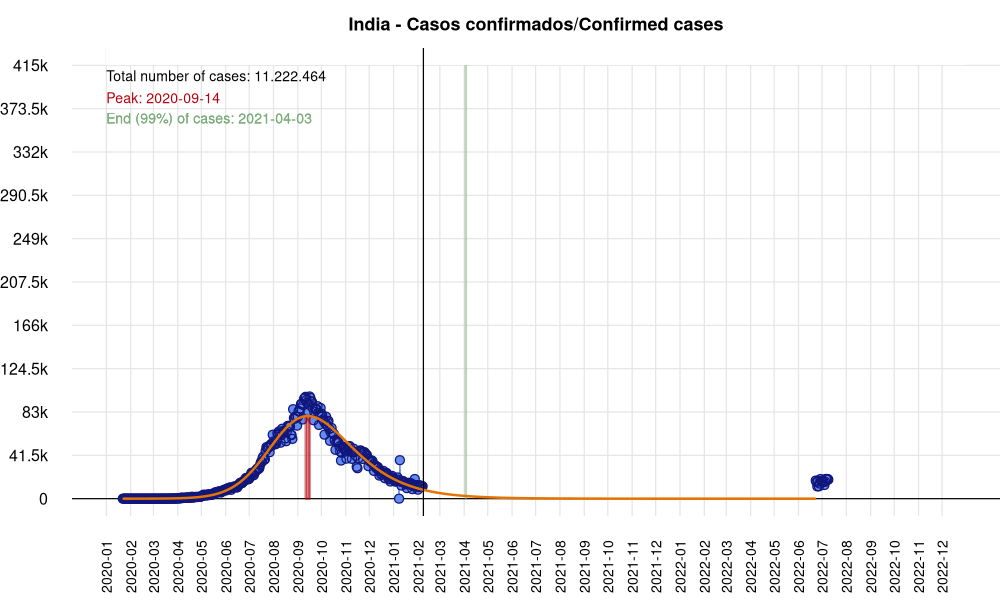 India - Casos confirmados/Confirmed cases
415k
Total number of cases: 11.222.464
Peak: 2020-09-14
373.5k
End (99%) of cases: 2021-04-03
332k
290.5k
249k
207.5k
166k
124.5k
83k
41.5k
0
2020-01
2020-02
2020-03
2020-04
2020-05
2020-06
2020-07
2020-08
2020-09
2020-10
2020-11
2020-12
2021-01
2021-02
2021-03
2021-04
2021-05
2021-06
2021-07
2021-08
2021-09
2021-10
2021-11
2021-12
2022-01
2022-02
2022-03
2022-04
2022-05
2022-06
2022-07
2022-08
2022-09
2022-10
2022-11
2022-12